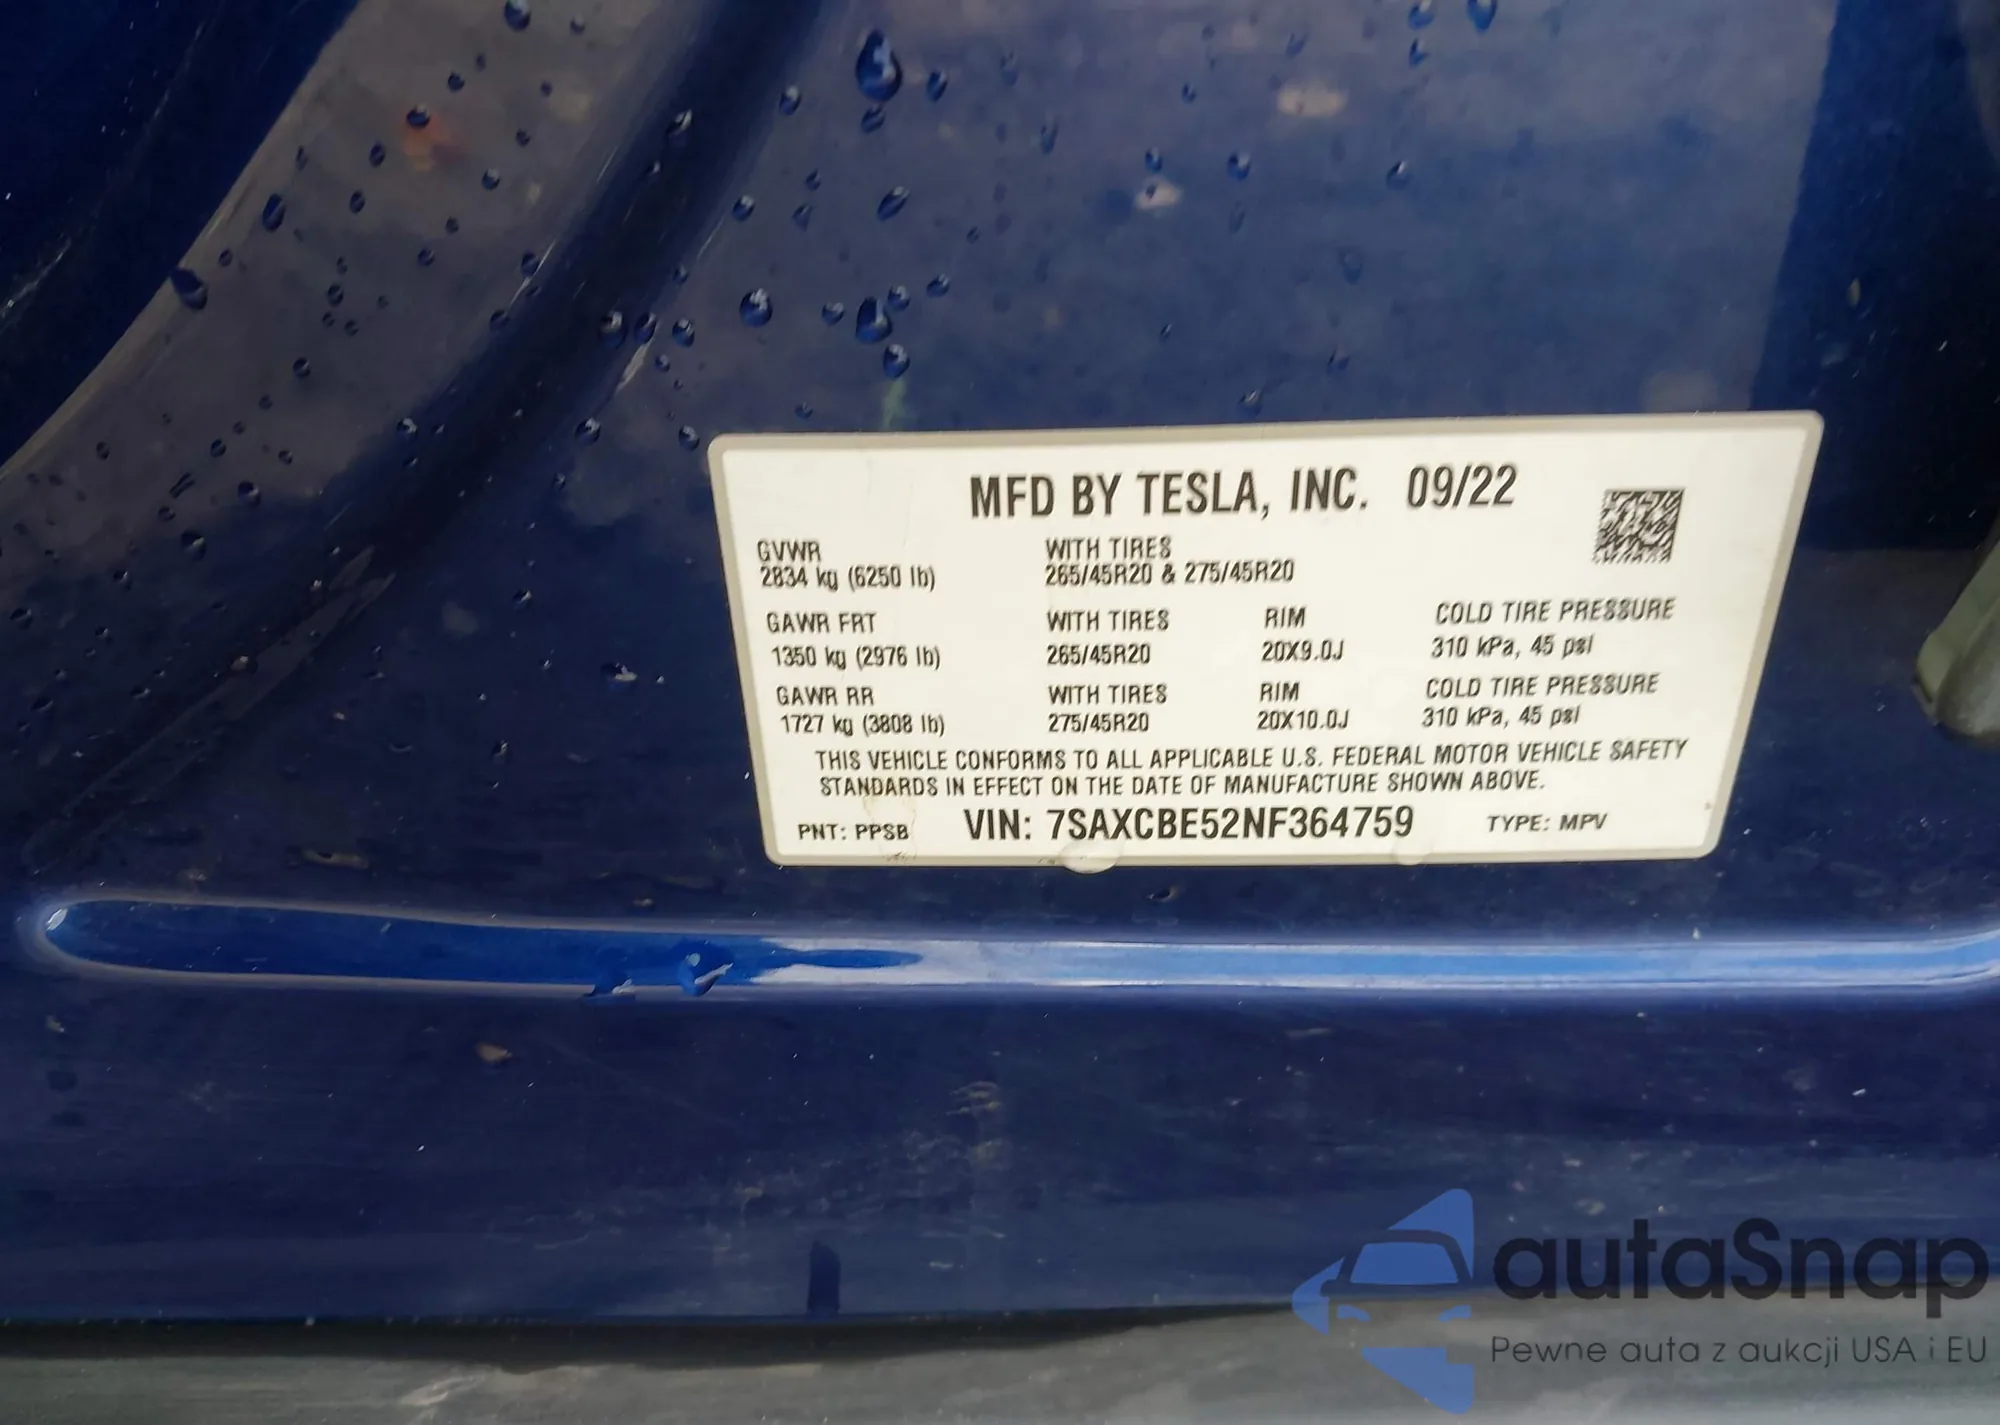 MFD BY TESLA, INC. 09/22
GVWR WITH TIRES
2834 kg (6250 lb) 265/45R20 & 275/45R20
GAWR FRT WITH TIRES RIM COLD TIRE PRESSURE
1350 kg (2976 lb) 265/45R20 20X9.0J 310 kPa, 45 psi
GAWR RR WITH TIRES RIM COLD TIRE PRESSURE
1727 kg (3808 lb) 275/45R20 20X10.0J 310 kPa, 45 psi
THIS VEHICLE CONFORMS TO ALL APPLICABLE U.S. FEDERAL MOTOR VEHICLE SAFETY
STANDARDS IN EFFECT ON THE DATE OF MANUFACTURE SHOWN ABOVE.
PNT: PPSB VIN: 7SAXCBE52NF364759 TYPE: MPV
autaSnap
Pewne auta z aukcji USA i EU